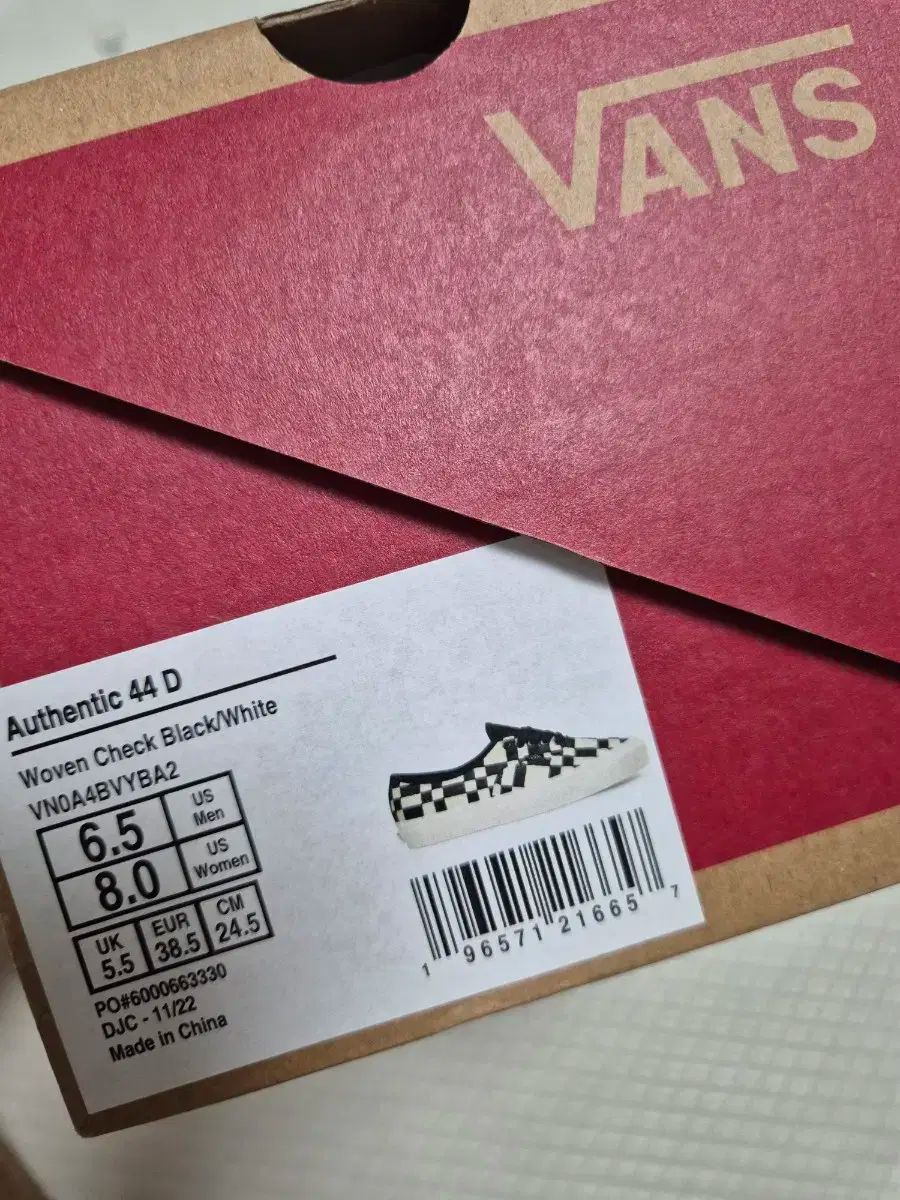 VANS
Authentic 44 D
Woven Check Black/White
VN0A4BVYBA2
6.5 US Men
8.0 US Women
UK 5.5 EUR 38.5 CM 24.5
PO#6000663330
DJC - 11/22
Made in China
1 96571 21665 7